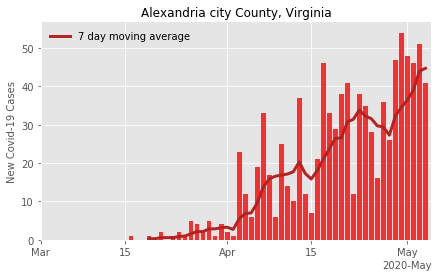 Alexandria city County, Virginia
7 day moving average
New Covid-19 Cases
50
40
30
20
10
0
Mar
15
Apr
15
May
2020-May